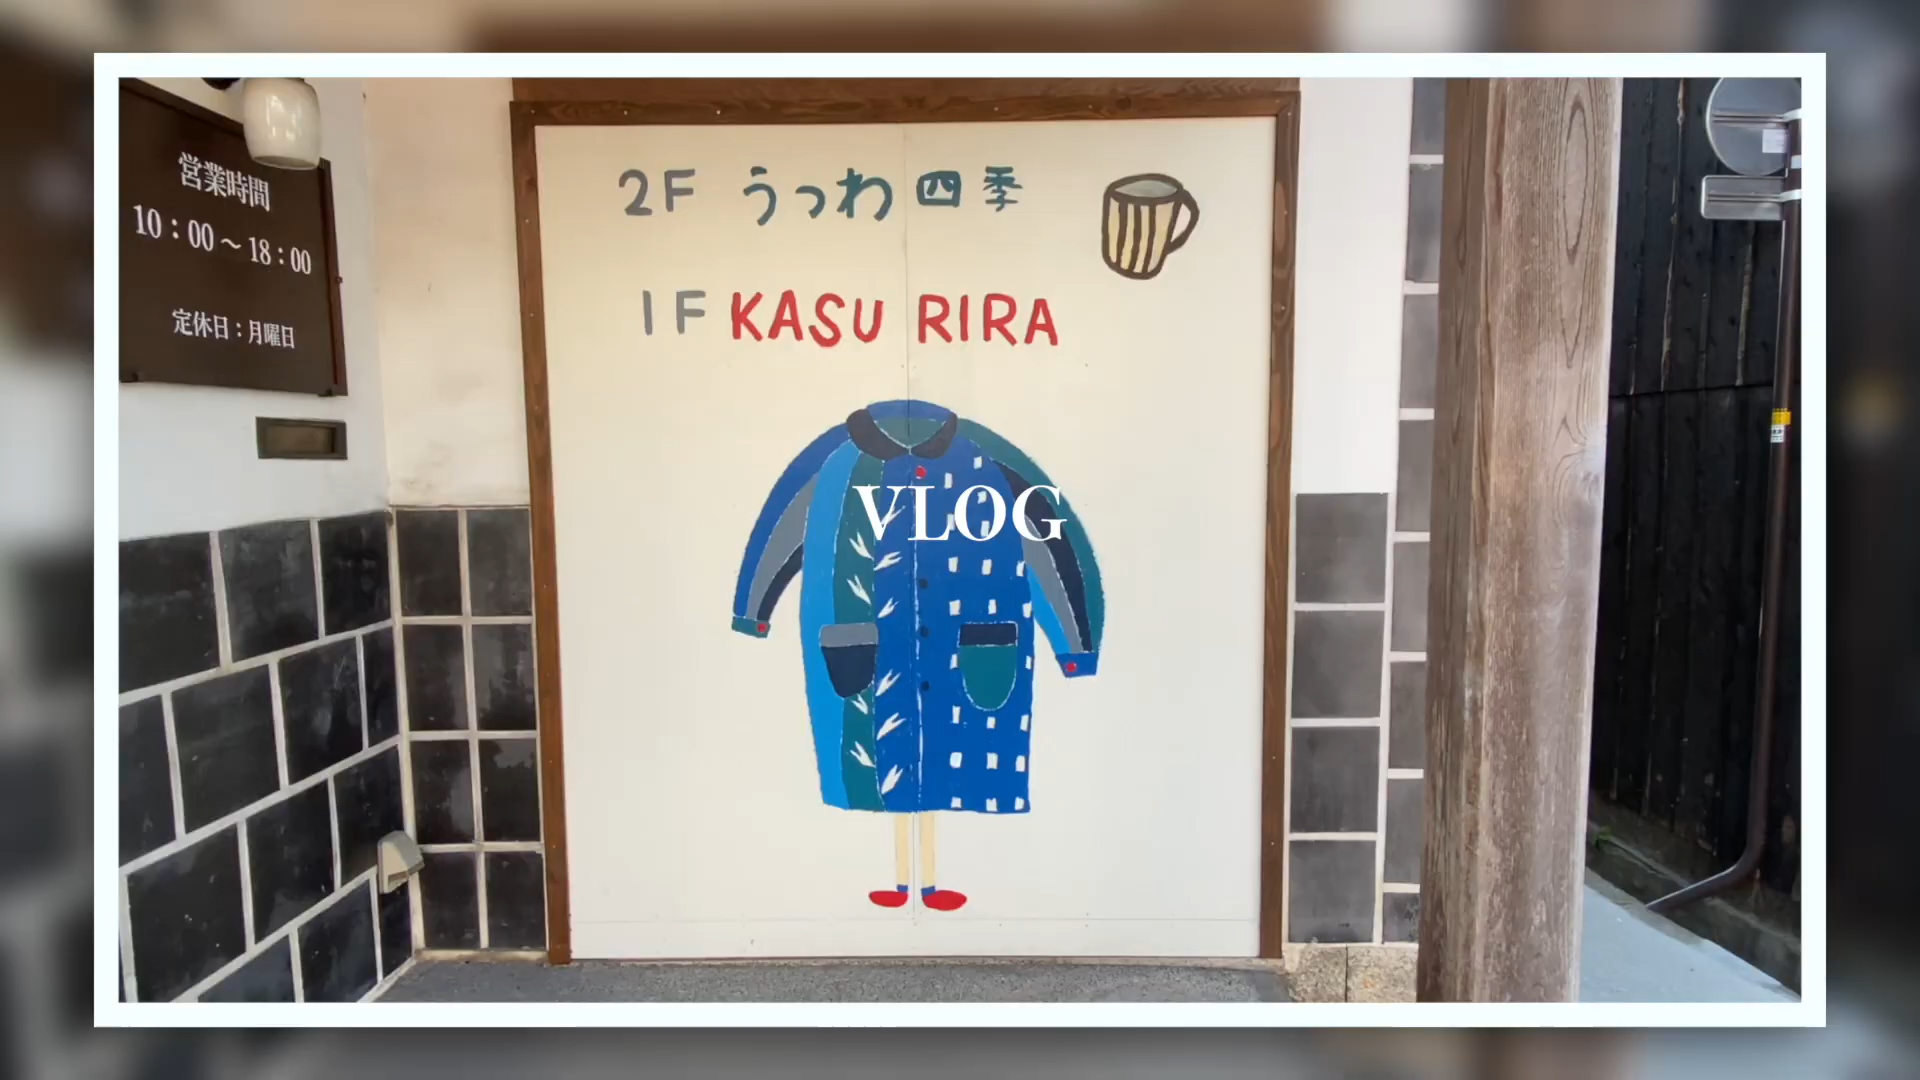 営業時間
10:00～18:00
定休日:月曜日
2F うつわ 四季
1F KASU RIRA
VLOG